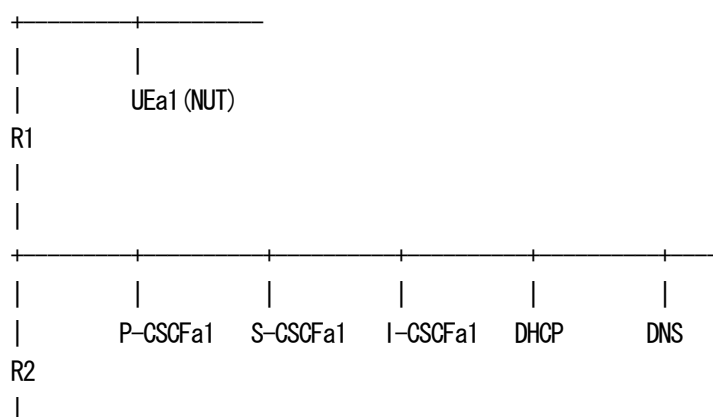 UEa1(NUT)
R1
P-CSCFa1 S-CSCFa1 I-CSCFa1 DHCP DNS
R2